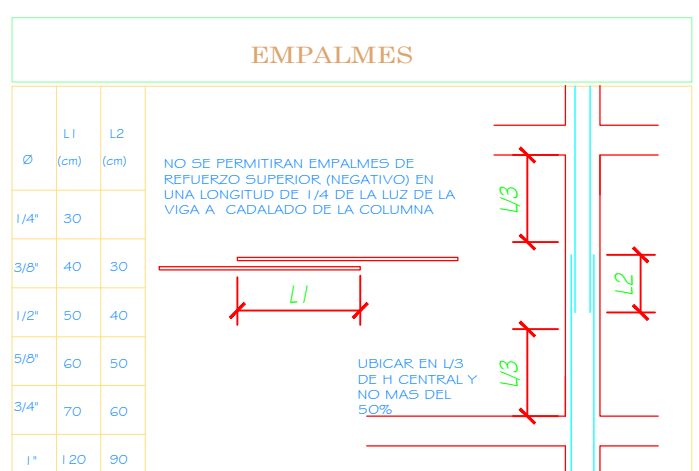 EMPALMES
Ø L1 (cm) L2 (cm)
1/4" 30
3/8" 40 30
1/2" 50 40
5/8" 60 50
3/4" 70 60
1" 120 90
NO SE PERMITIRAN EMPALMES DE
REFUERZO SUPERIOR (NEGATIVO) EN
UNA LONGITUD DE 1/4 DE LA LUZ DE LA
VIGA A CADALADO DE LA COLUMNA
L1
L/3
L2
L/3
UBICAR EN L/3
DE H CENTRAL Y
NO MAS DEL
50%